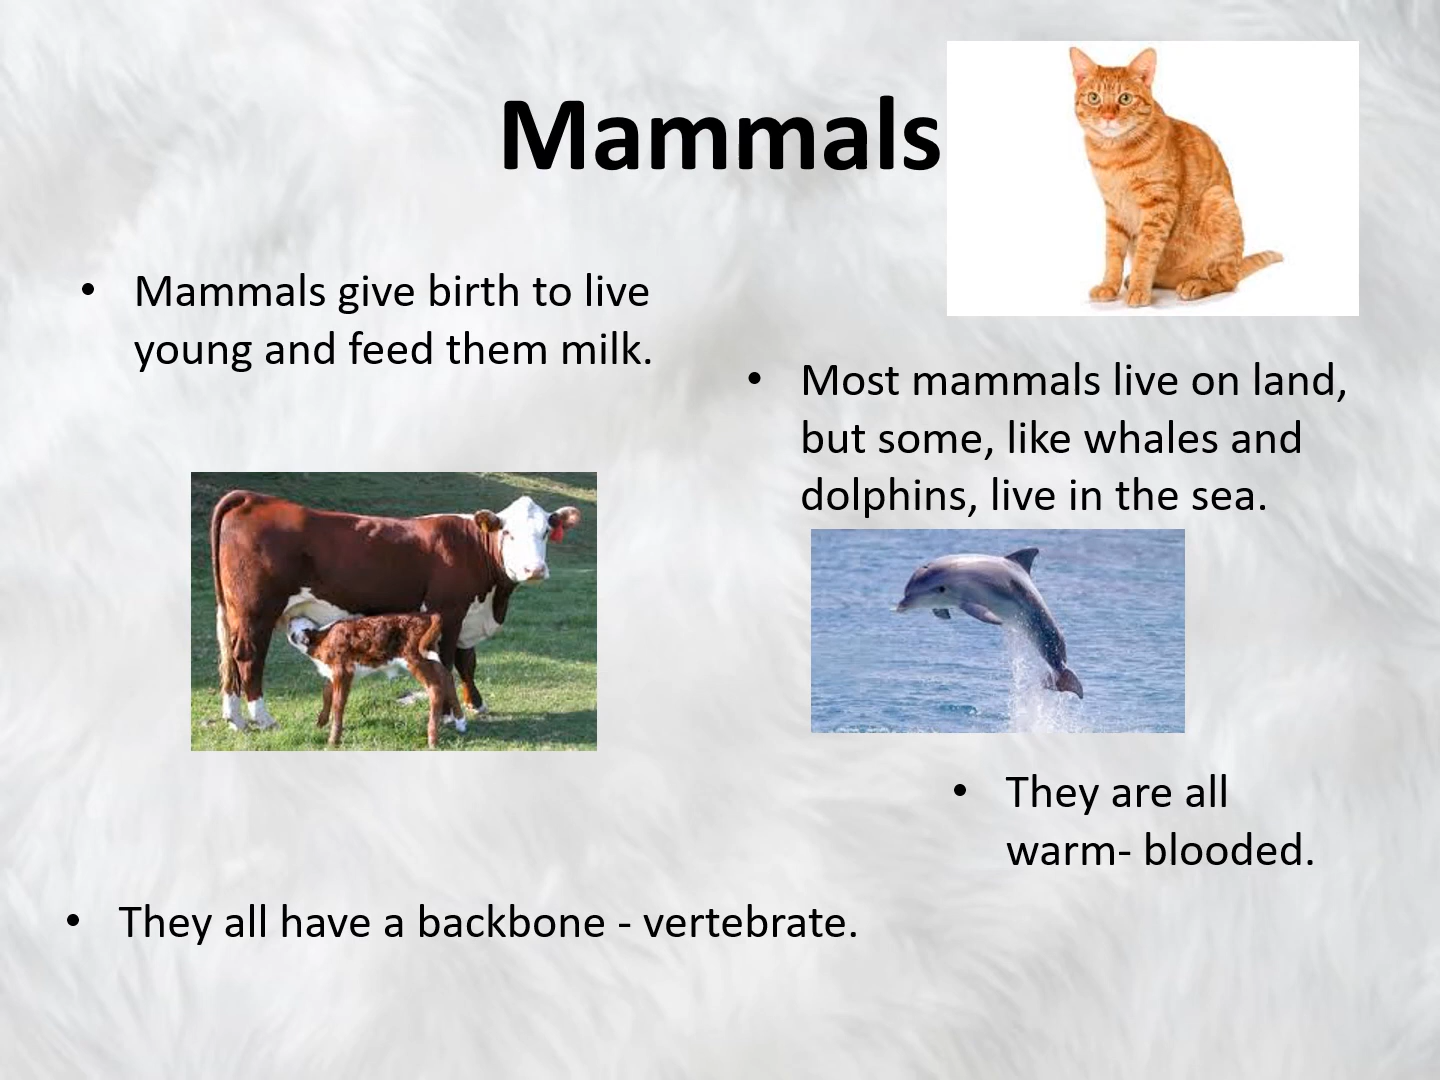 Mammals
• Mammals give birth to live
young and feed them milk.
• Most mammals live on land,
but some, like whales and
dolphins, live in the sea.
• They are all
warm- blooded.
• They all have a backbone - vertebrate.